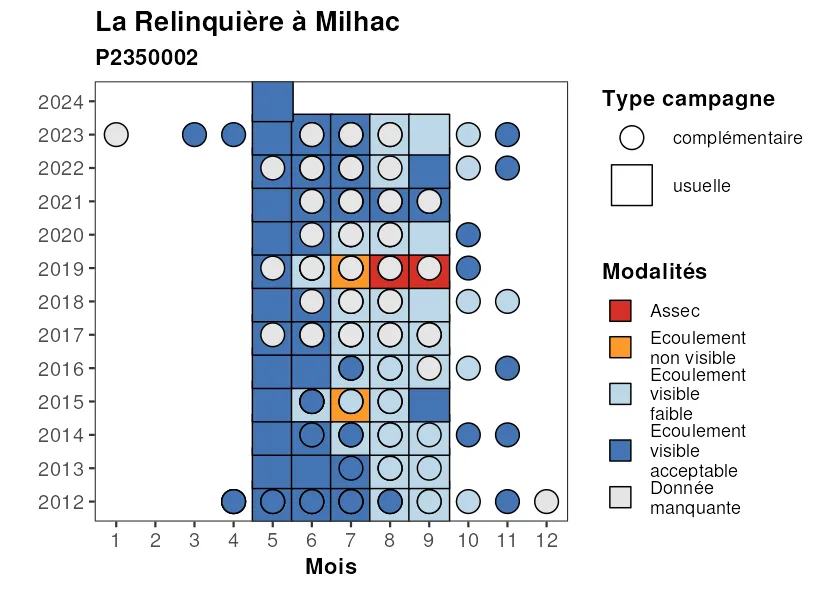 La Relinquière à Milhac
P2350002
2024
2023
2022
2021
2020
2019
2018
2017
2016
2015
2014
2013
2012
1 2 3 4 5 6 7 8 9 10 11 12
Mois
Type campagne
complémentaire
usuelle
Modalités
Assec
Ecoulement
non visible
Ecoulement
visible
faible
Ecoulement
visible
acceptable
Donnée
manquante